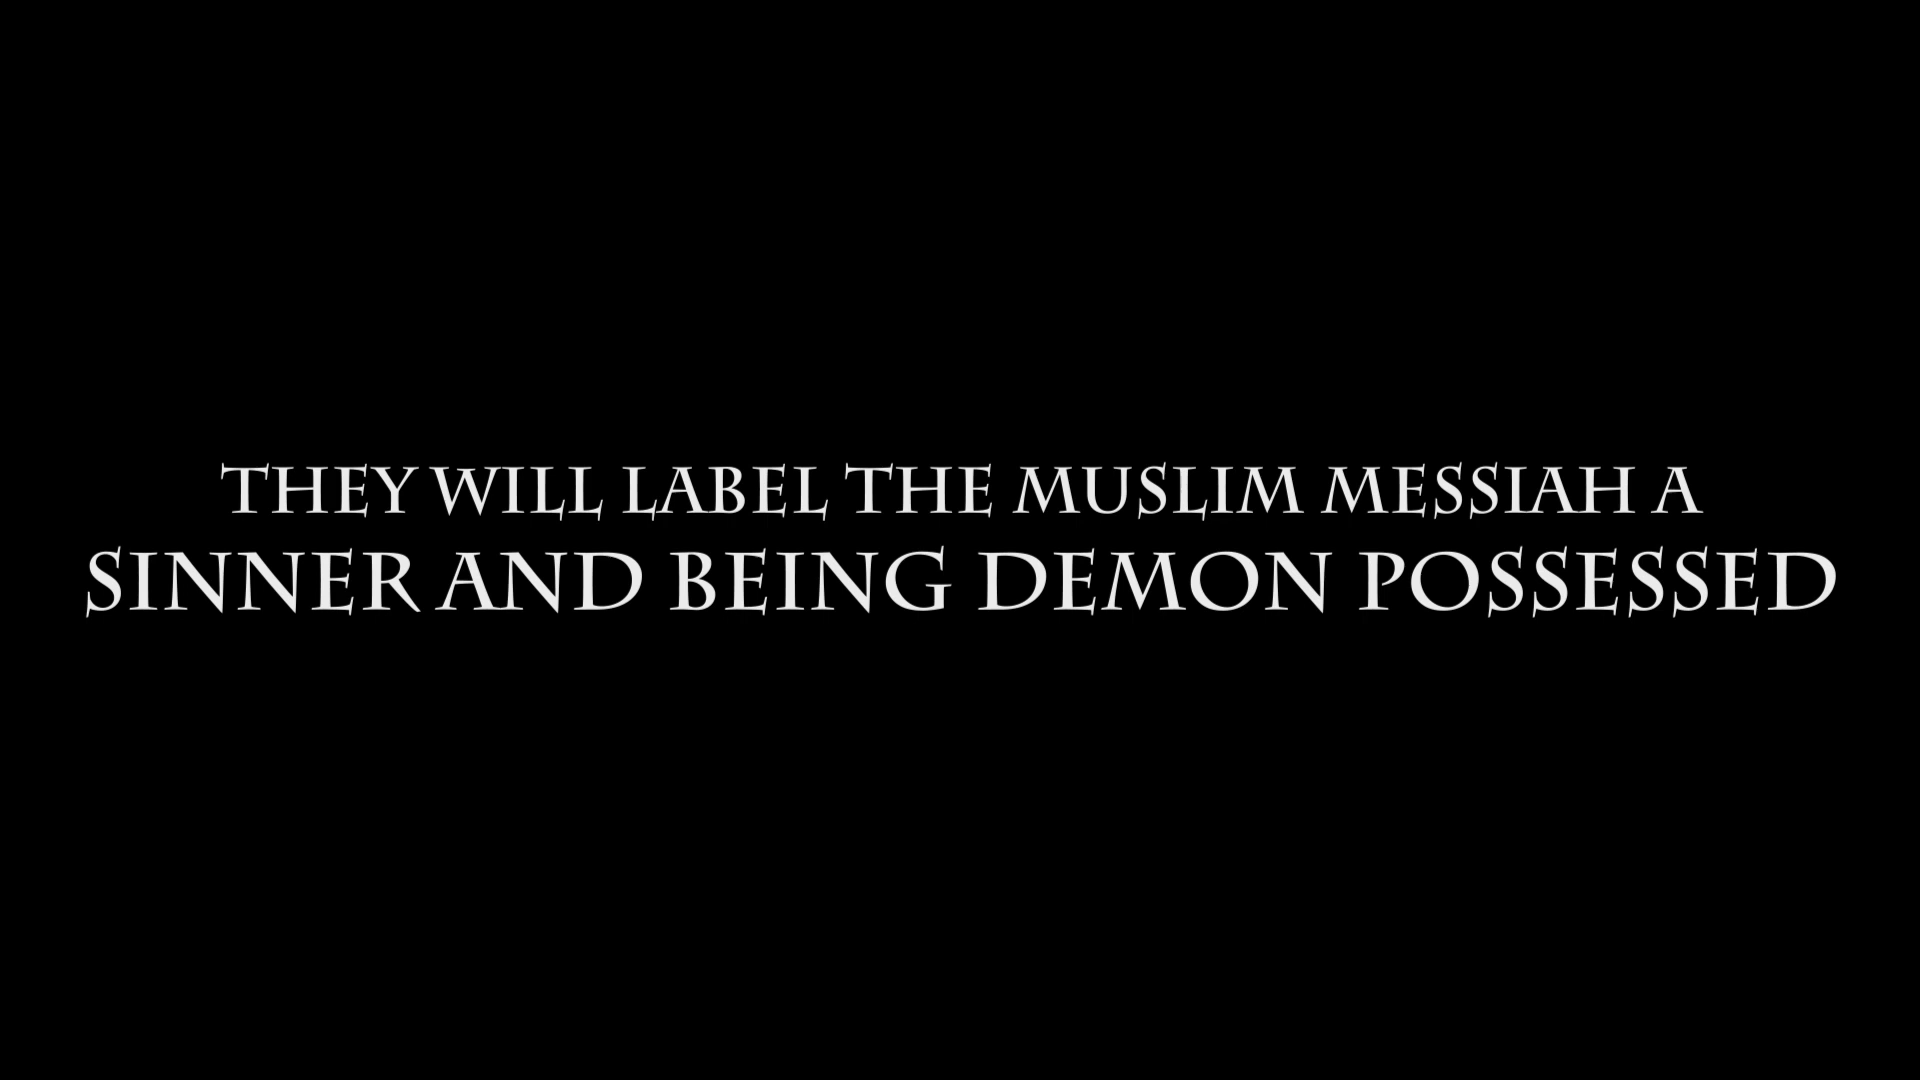 THEY WILL LABEL THE MUSLIM MESSIAH A
SINNER AND BEING DEMON POSSESSED